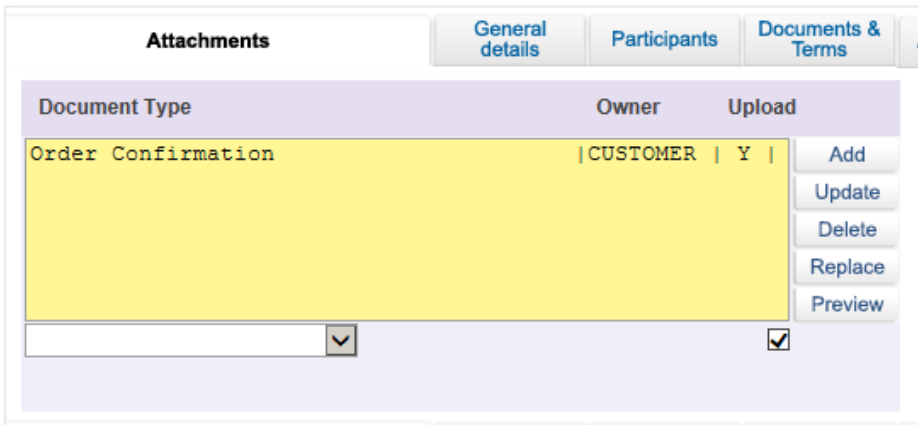 Attachments
General details
Participants
Documents & Terms
Document Type Owner Upload
Order Confirmation |CUSTOMER | Y |
Add
Update
Delete
Replace
Preview